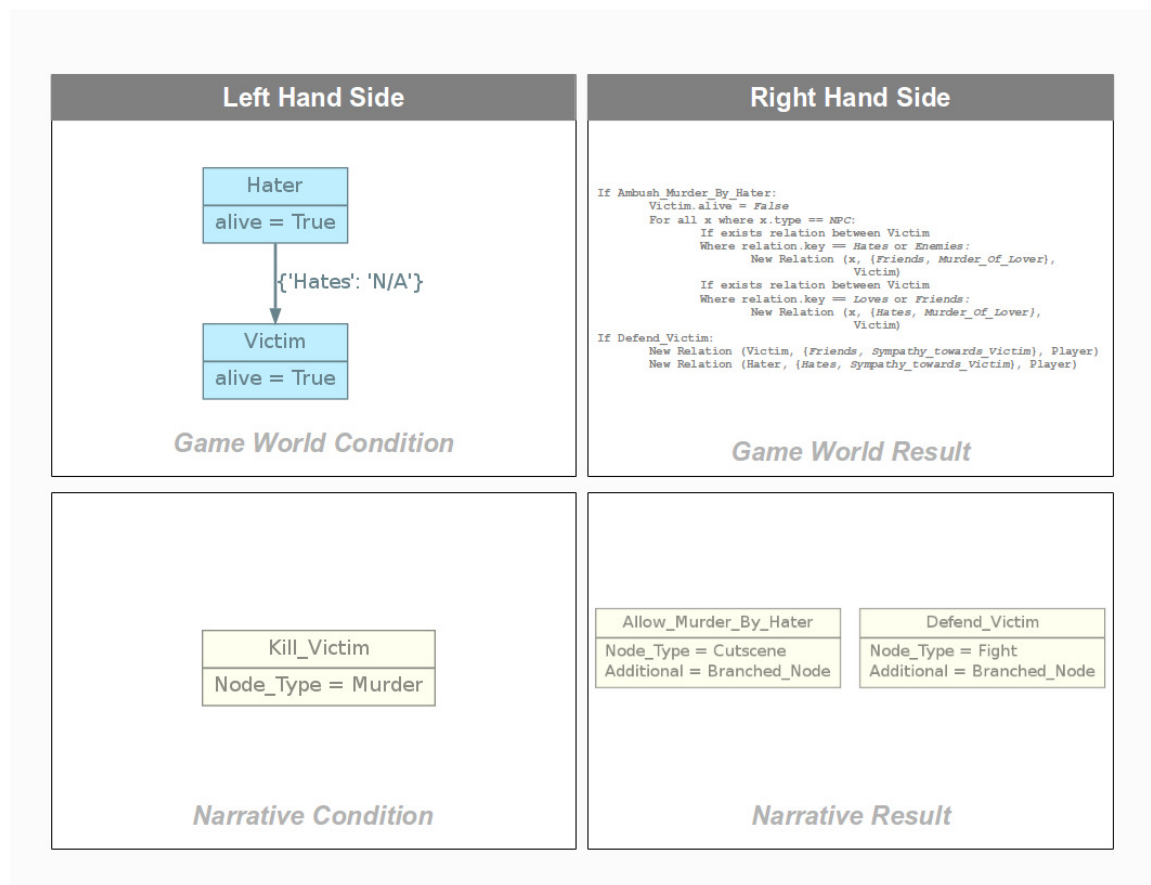 Left Hand Side
Hater
alive = True
{'Hates': 'N/A'}
Victim
alive = True
Game World Condition
Right Hand Side
If Ambush_Murder_By_Hater:
Victim.alive = False
For all x where x.type == NPC:
If exists relation between Victim
Where relation.key == Hates or Enemies:
New Relation (x, {Friends, Murder_Of_Lover},
Victim)
If exists relation between Victim
Where relation.key == Loves or Friends:
New Relation (x, {Hates, Murder_Of_Lover},
Victim)
If Defend_Victim:
New Relation (Victim, {Friends, Sympathy_towards_Victim}, Player)
New Relation (Hater, {Hates, Sympathy_towards_Victim}, Player)
Game World Result
Kill_Victim
Node_Type = Murder
Narrative Condition
Allow_Murder_By_Hater
Node_Type = Cutscene
Additional = Branched_Node
Defend_Victim
Node_Type = Fight
Additional = Branched_Node
Narrative Result